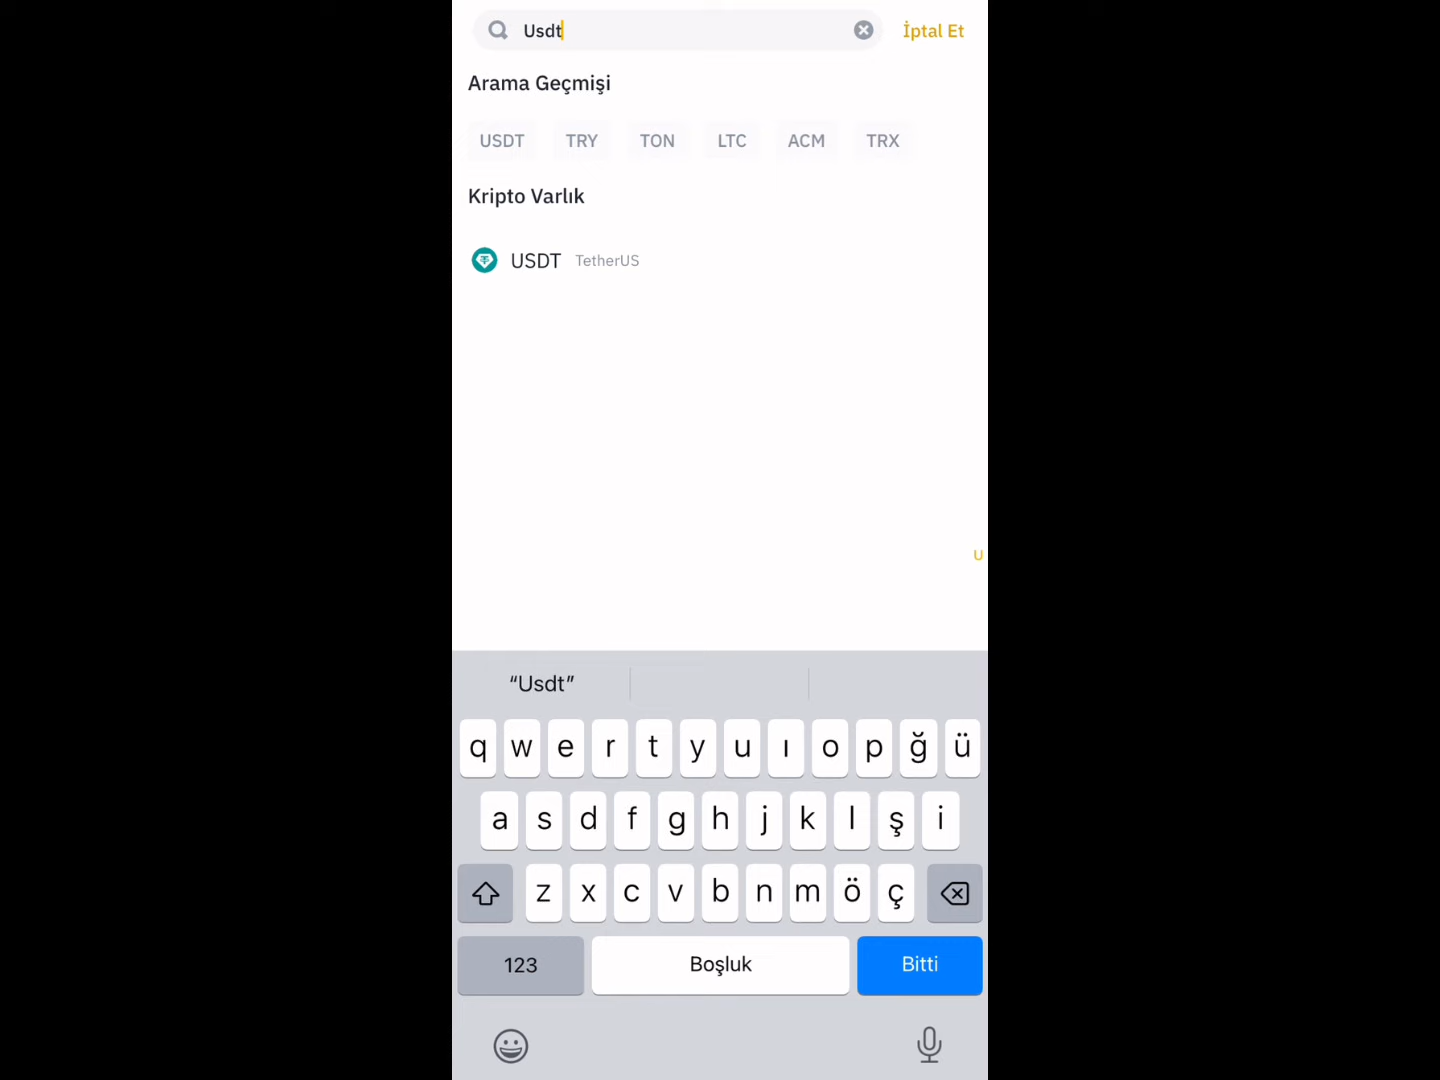 Usdt
İptal Et
Arama Geçmişi
USDT TRY TON LTC ACM TRX
Kripto Varlık
USDT TetherUS
U
“Usdt”
q w e r t y u ı o p ğ ü
a s d f g h j k l ş i
z x c v b n m ö ç
123 Boşluk Bitti